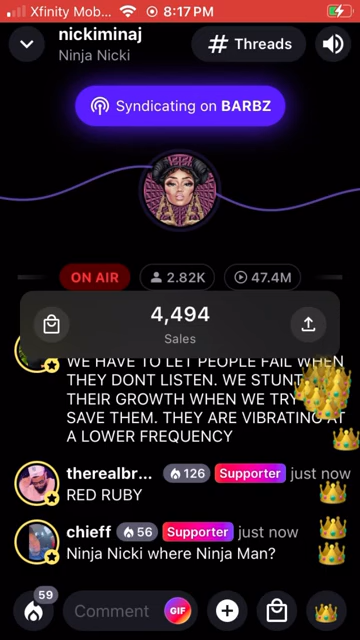 Xfinity Mob... 8:17 PM
nickiminaj
Ninja Nicki
# Threads
Syndicating on BARBZ
ON AIR 2.82K 47.4M
4,494
Sales
WE HAVE TO LET PEOPLE FAIL WHEN
THEY DONT LISTEN. WE STUNT
THEIR GROWTH WHEN WE TRY
SAVE THEM. THEY ARE VIBRATING AT
A LOWER FREQUENCY
therealbr... 126 Supporter just now
RED RUBY
chieff 56 Supporter just now
Ninja Nicki where Ninja Man?
59
Comment GIF